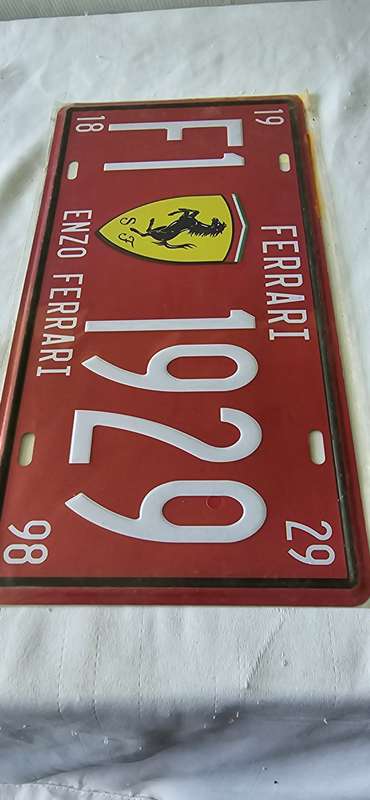 19 FERRARI 29
F1 S F 1929
18 ENZO FERRARI 98